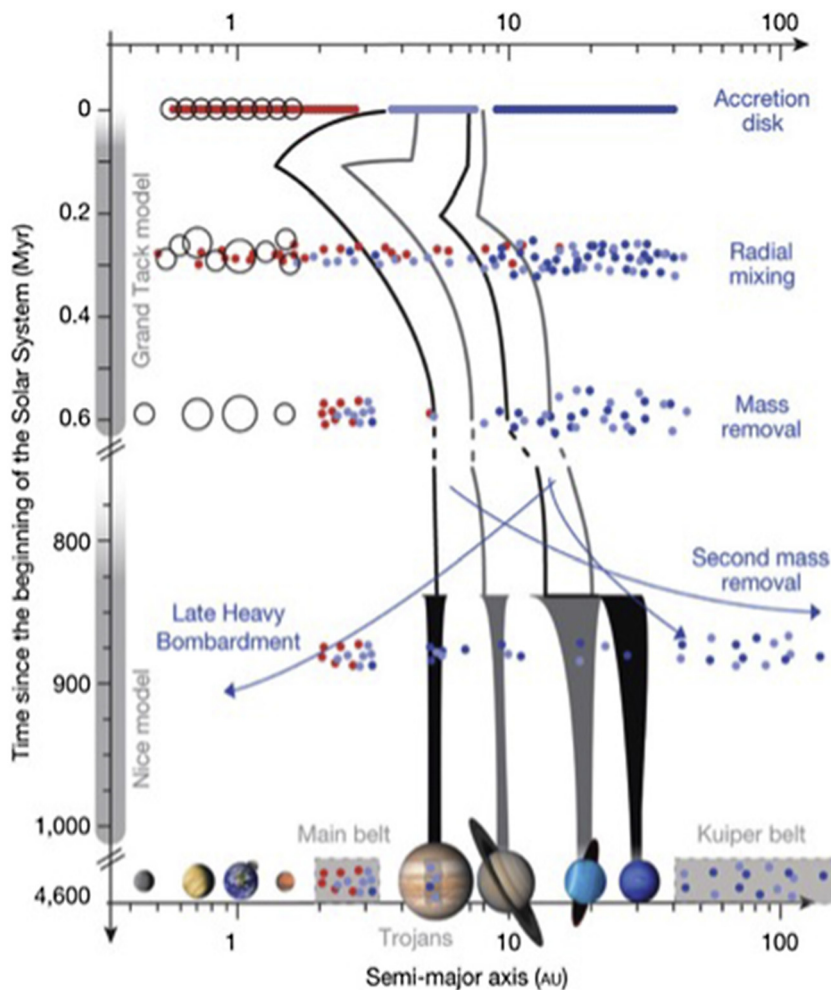 1 10 100
0
Accretion
disk
Grand Tack model
0.2
Radial
mixing
0.4
0.6
Mass
removal
Time since the beginning of the Solar System (Myr)
800
Second mass
removal
Late Heavy
Bombardment
900
Nice model
1,000
Main belt
Kuiper belt
4,600
Trojans
1 10 100
Semi-major axis (AU)